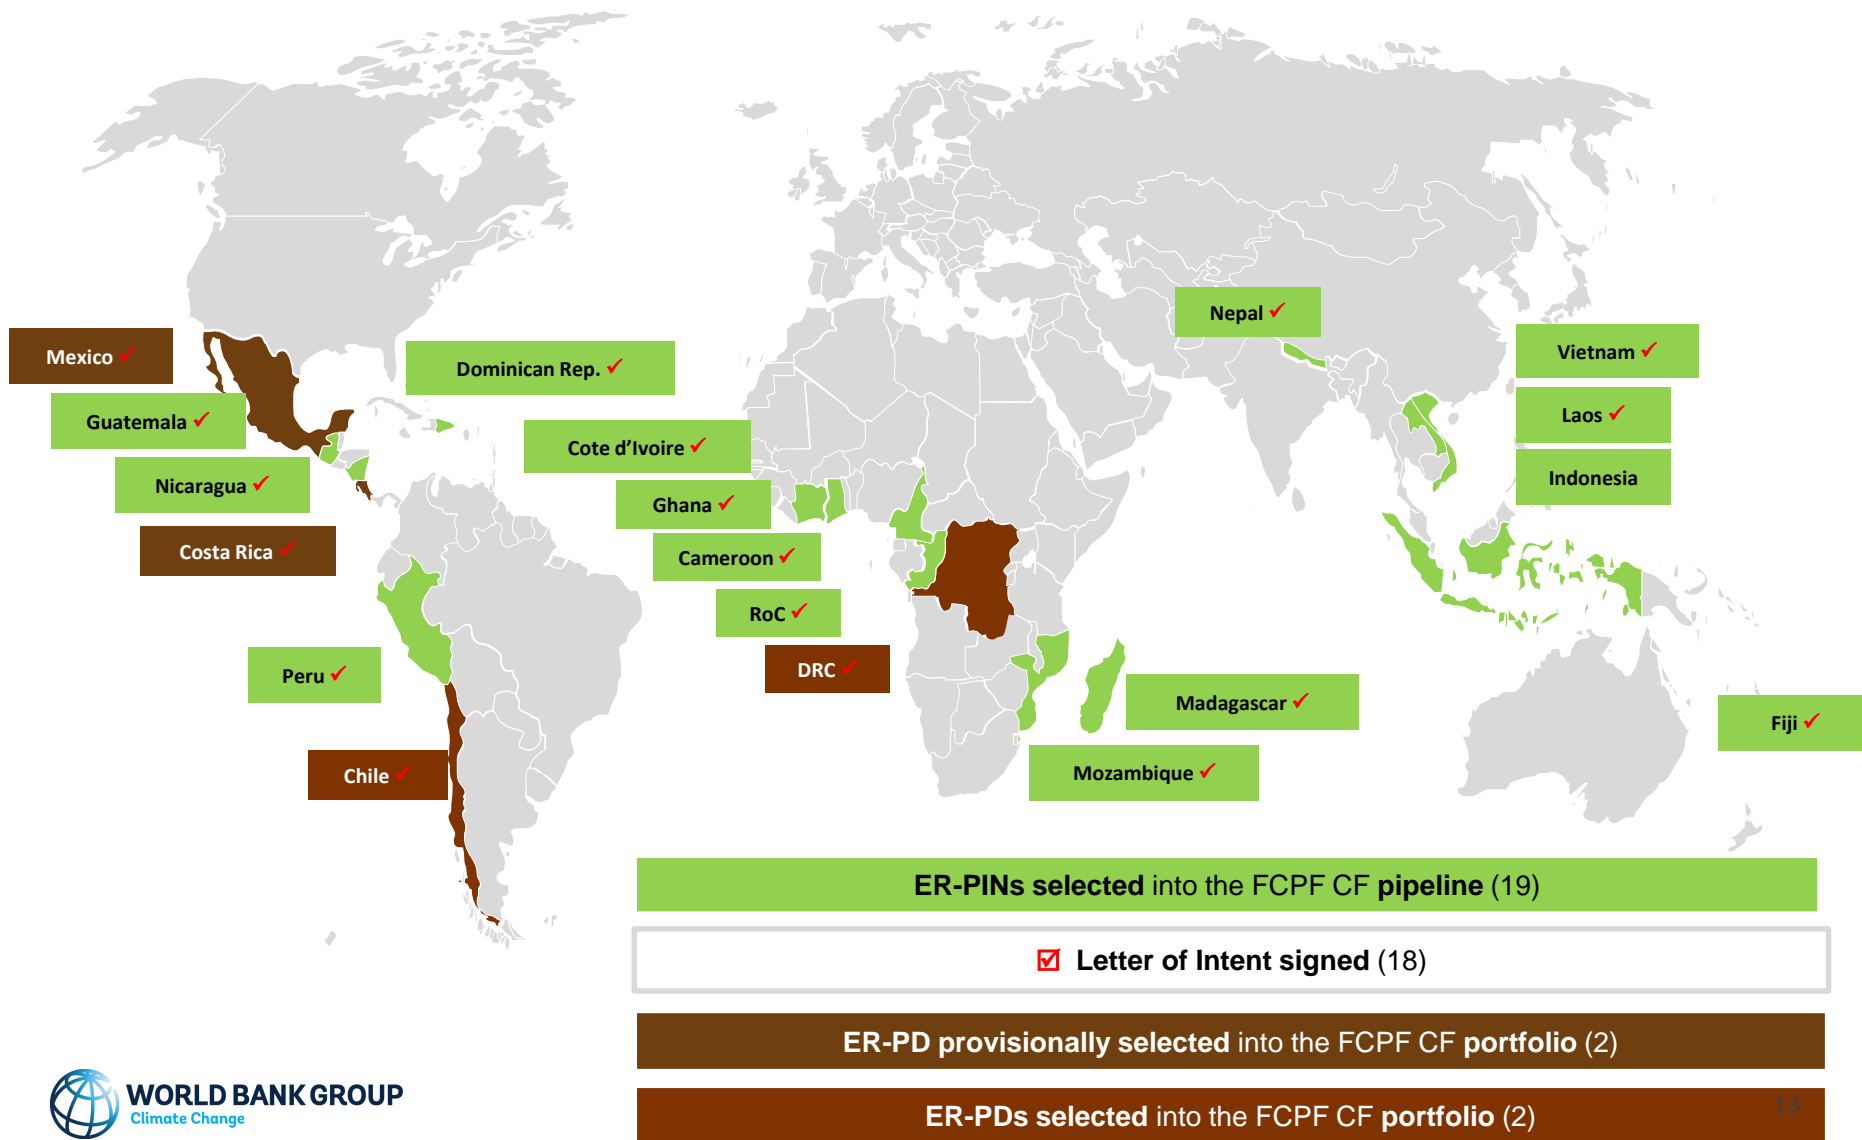 Nepal ✓
Mexico ✓
Dominican Rep. ✓
Vietnam ✓
Guatemala ✓
Laos ✓
Cote d’Ivoire ✓
Nicaragua ✓
Indonesia
Ghana ✓
Costa Rica ✓
Cameroon ✓
RoC ✓
Peru ✓
DRC ✓
Madagascar ✓
Fiji ✓
Chile ✓
Mozambique ✓
ER-PINs selected into the FCPF CF pipeline (19)
☑ Letter of Intent signed (18)
ER-PD provisionally selected into the FCPF CF portfolio (2)
WORLD BANK GROUP
Climate Change
ER-PDs selected into the FCPF CF portfolio (2)
13